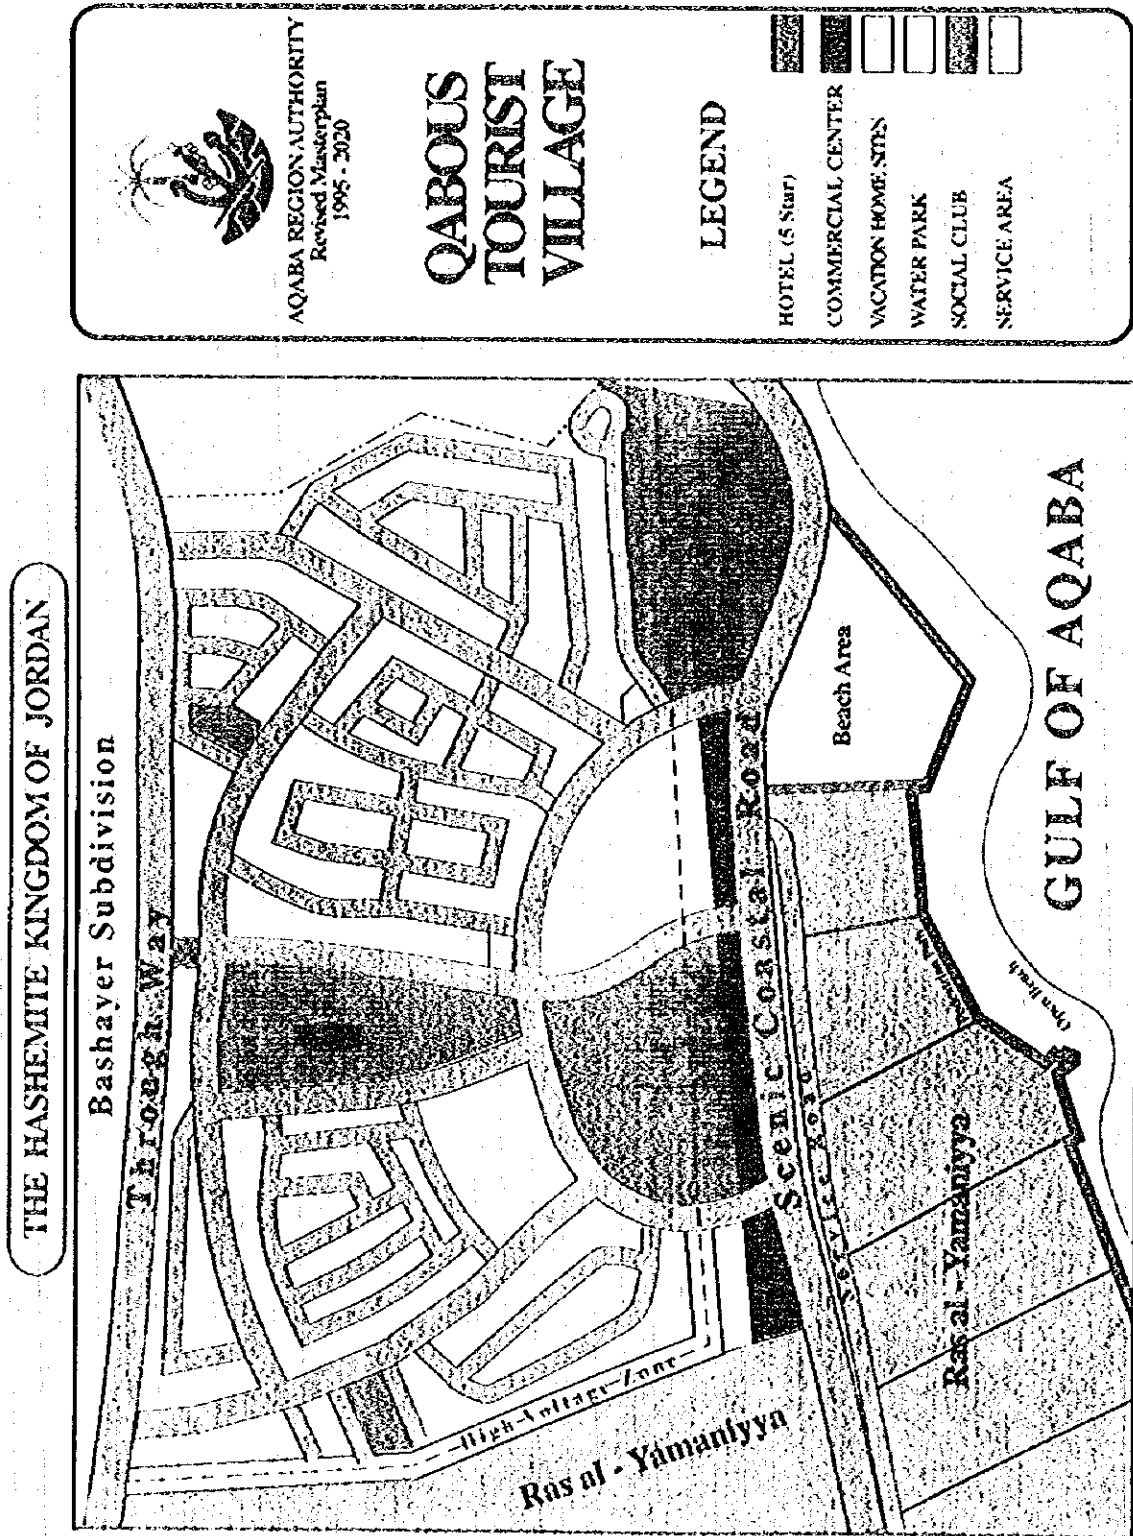 THE HASHEMITE KINGDOM OF JORDAN
Bashayer Subdivision
Through Way
High Voltage Zone
Ras al - Yamaniyya
Scenic Coastal Road
Service Road
Beach Area
Ras al - Yamaniyya
Open Beach
GULF OF AQABA
AQABA REGION AUTHORITY
Revised Masterplan
1995 - 2020
QABOUS
TOURIST
VILLAGE
LEGEND
HOTEL (5 Star)
COMMERCIAL CENTER
VACATION HOME SITES
WATER PARK
SOCIAL CLUB
SERVICE AREA